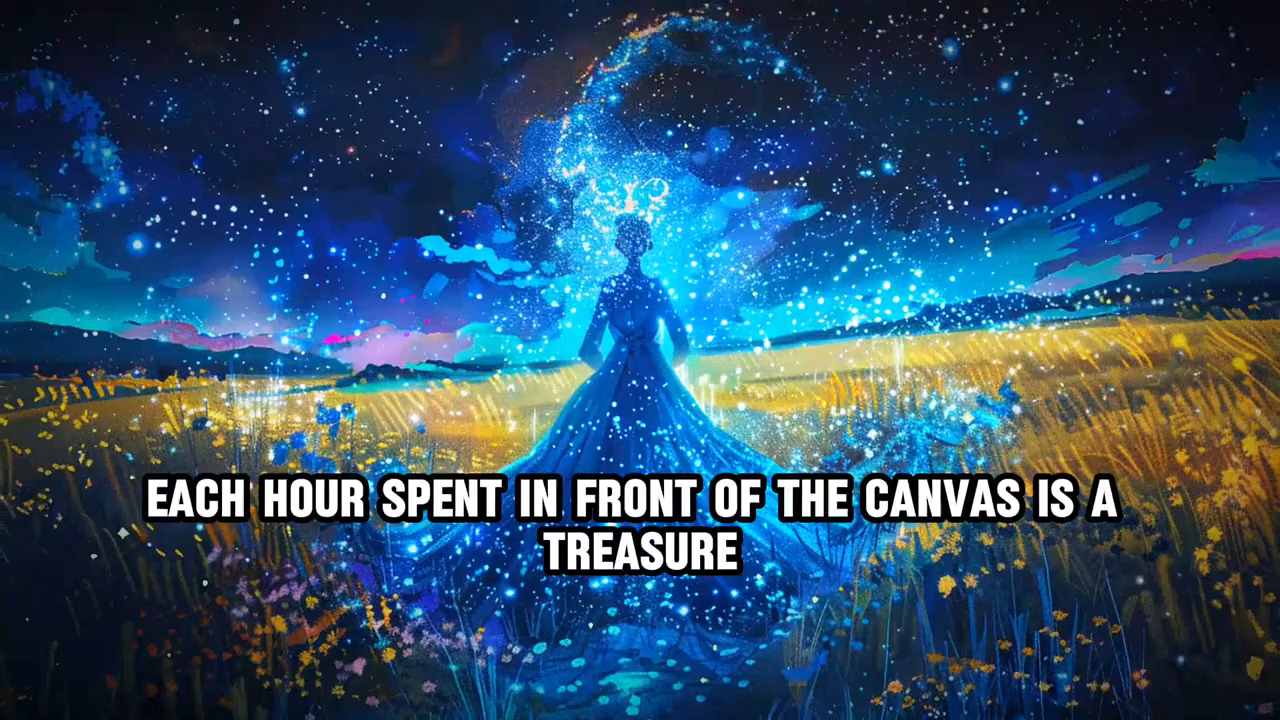 EACH HOUR SPENT IN FRONT OF THE CANVAS IS A
TREASURE